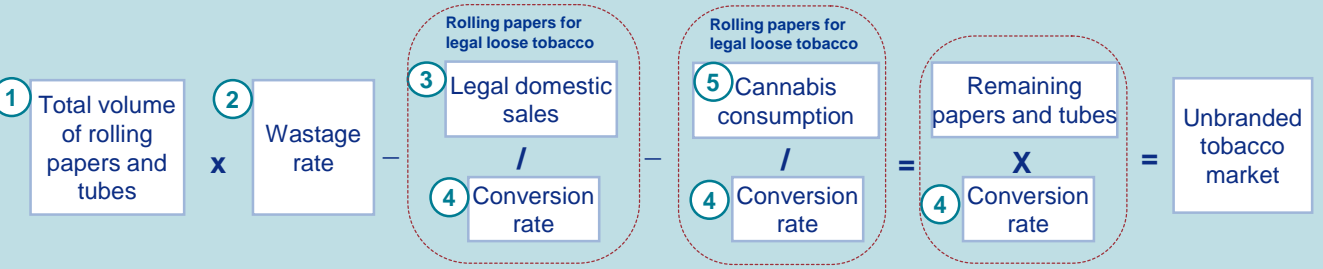 1
Total volume
of rolling
papers and
tubes
x
2
Wastage
rate
–
Rolling papers for
legal loose tobacco
3
Legal domestic
sales
/
4
Conversion
rate
–
Rolling papers for
legal loose tobacco
5
Cannabis
consumption
/
4
Conversion
rate
=
Remaining
papers and tubes
X
4
Conversion
rate
=
Unbranded
tobacco
market